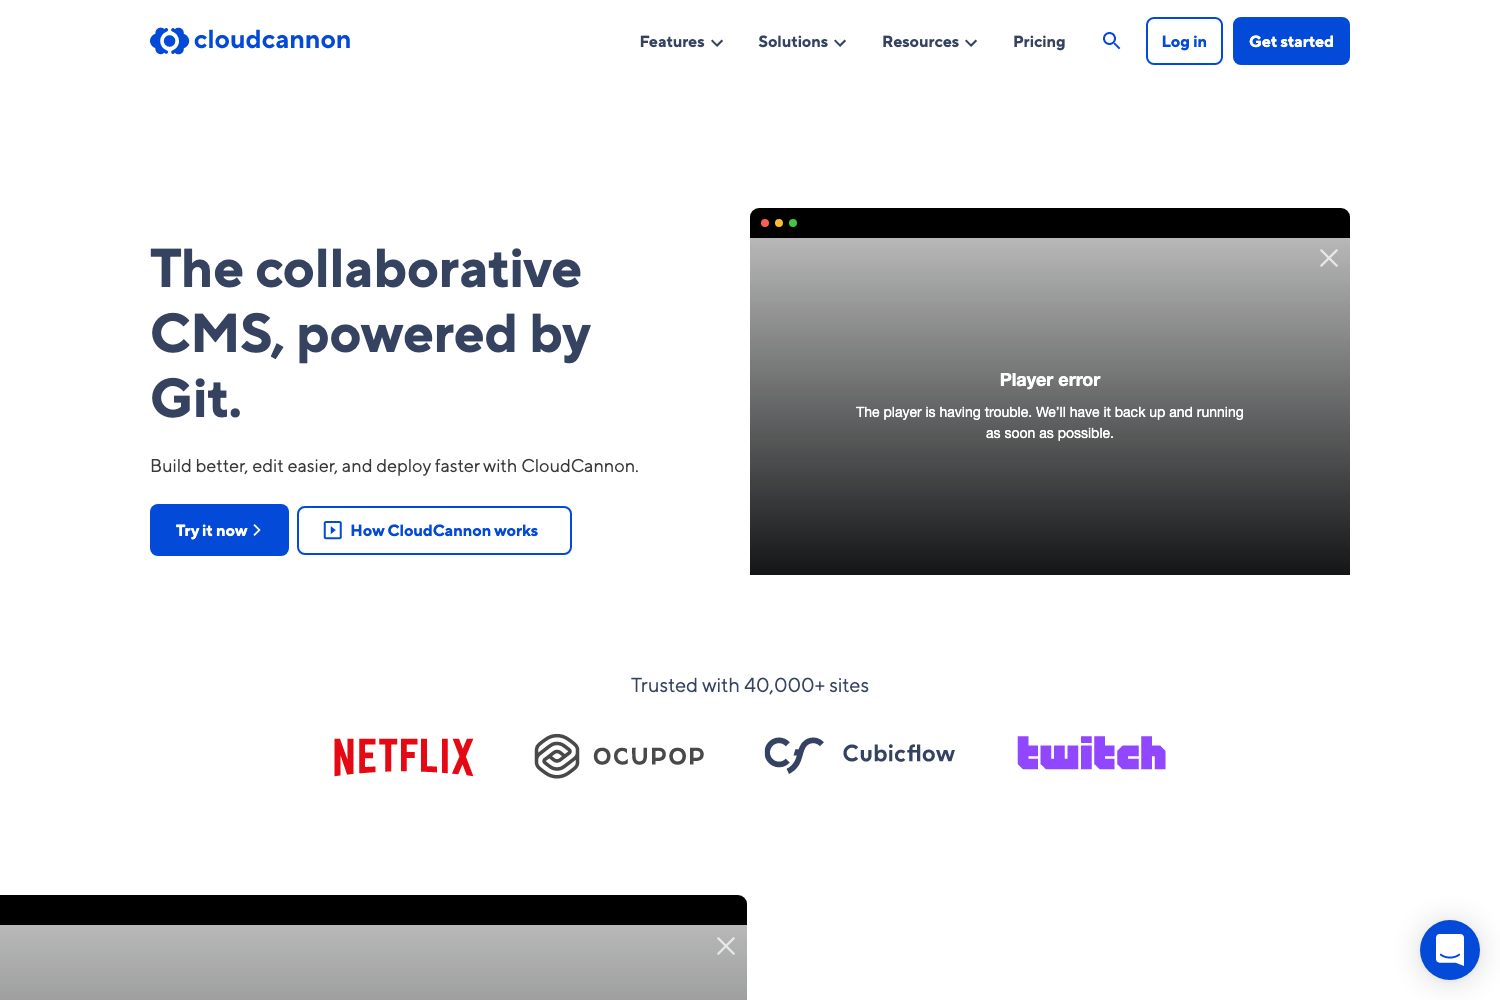 cloudcannon
Features
Solutions
Resources
Pricing
Log in
Get started
The collaborative
CMS, powered by
Git.
Build better, edit easier, and deploy faster with CloudCannon.
Try it now
How CloudCannon works
Player error
The player is having trouble. We’ll have it back up and running
as soon as possible.
Trusted with 40,000+ sites
NETFLIX
OCUPOP
Cubicflow
twitch